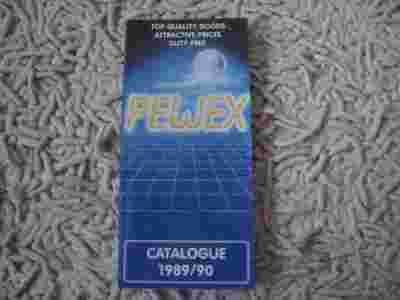 TOP QUALITY GOODS
ATTRACTIVE PRICES
DUTY FREE
PEWEX
CATALOGUE
1989/90